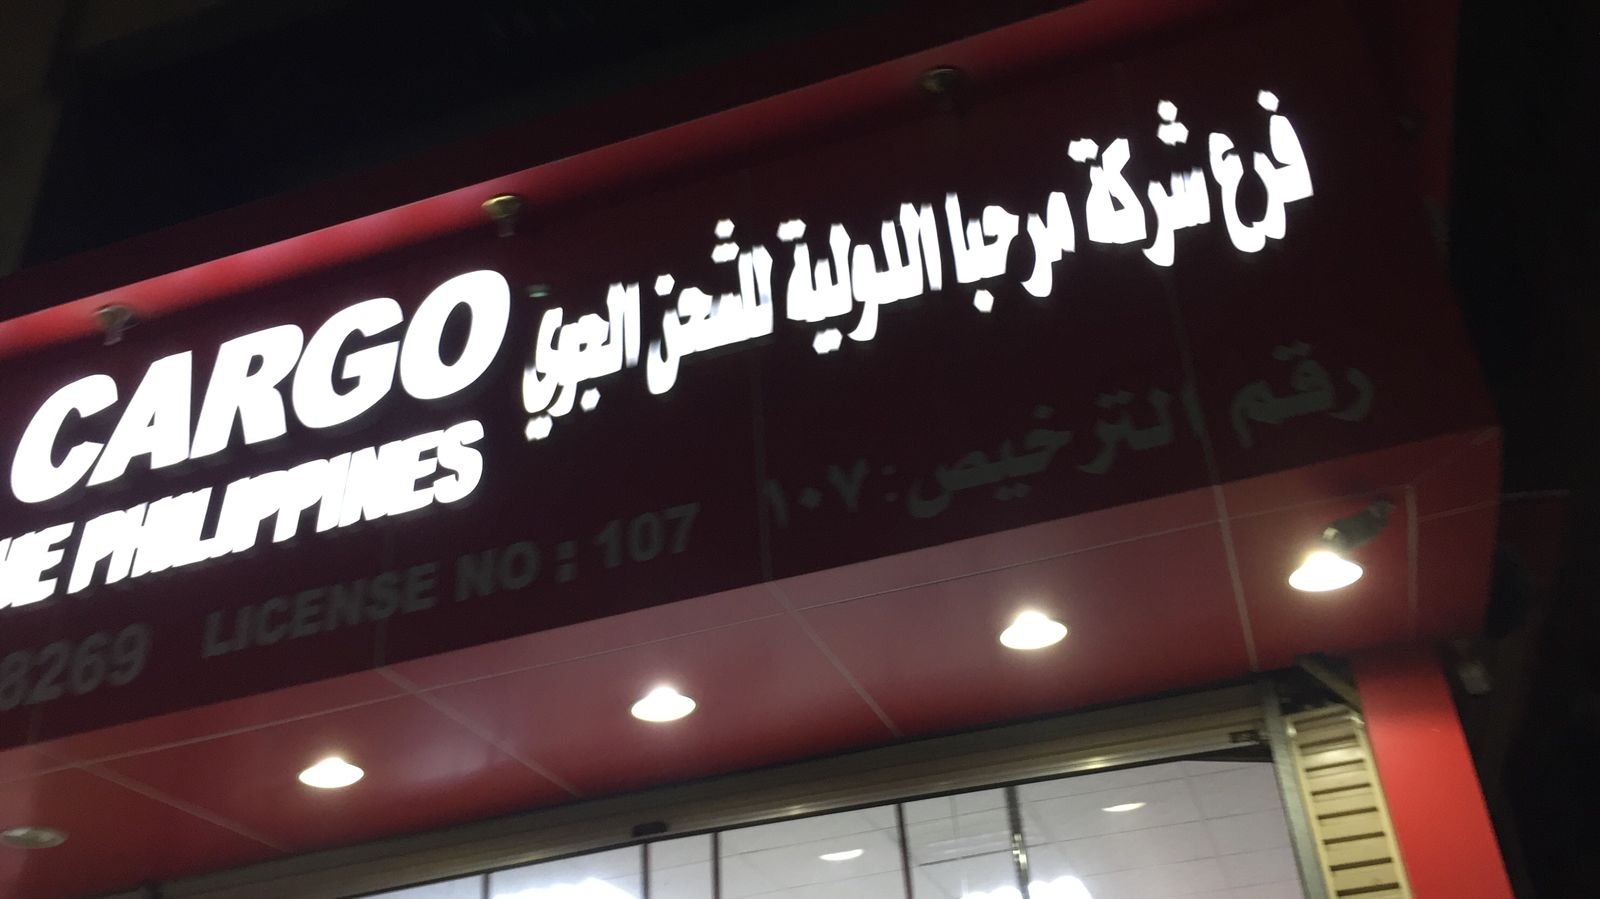 فرع شركة مرحبا الدولية للشحن الجوي
CARGO
PHILIPPINES
رقم الترخيص: ١٠٧
8269 LICENSE NO : 107